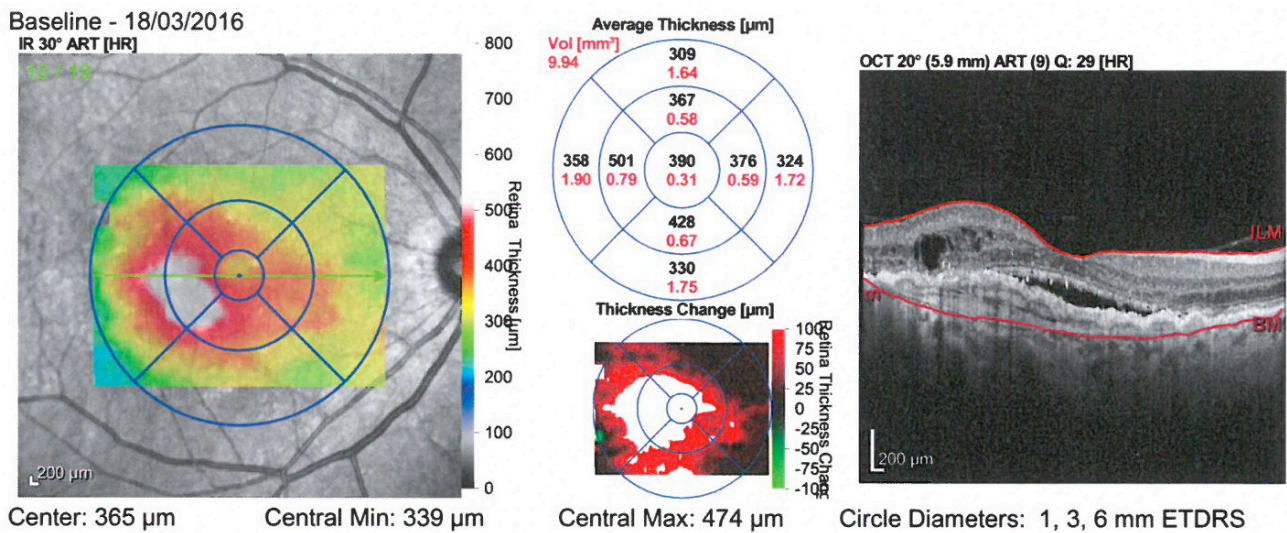 Baseline - 18/03/2016
IR 30° ART [HR]
800
700
600
500
400
300
200
100
0
Retina Thickness [µm]
200 µm
Average Thickness [µm]
Vol [mm³]
9.94
309
1.64
367
0.58
358 501 390 376 324
1.90 0.79 0.31 0.59 1.72
428
0.67
330
1.75
Thickness Change [µm]
100
75
50
25
0
-25
-50
-75
-100
OCT 20° (5.9 mm) ART (9) Q: 29 [HR]
ILM
BM
200 µm
Center: 365 µm Central Min: 339 µm Central Max: 474 µm Circle Diameters: 1, 3, 6 mm ETDRS